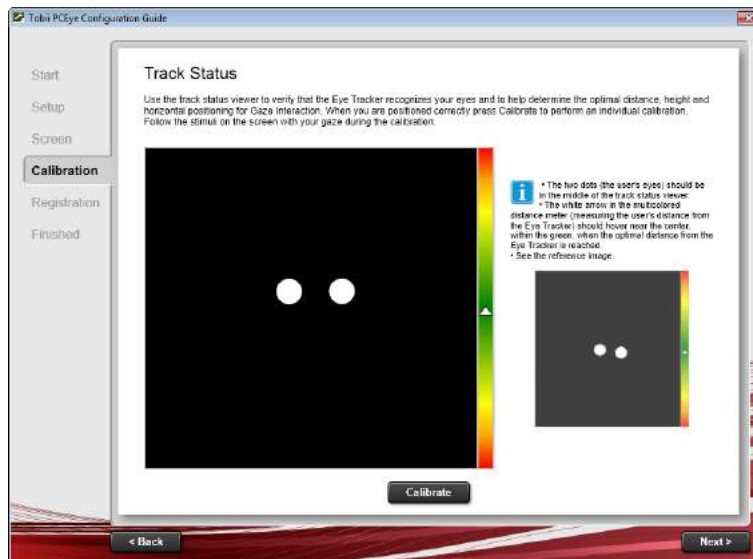 Tobii PCEye Configuration Guide
Start
Setup
Screen
Calibration
Registration
Finished
Track Status
Use the track status viewer to verify that the Eye Tracker recognizes your eyes and to help determine the optimal distance, height and
horizontal positioning for Gaze Interaction. When you are positioned correctly press Calibrate to perform an individual calibration.
Follow the stimuli on the screen with your gaze during the calibration.
• The two dots (the user's eyes) should be
in the middle of the track status viewer.
• The white arrow in the multicolored
distance meter (measuring the user's distance from
the Eye Tracker) should hover near the center,
within the green, when the optimal distance from the
Eye Tracker is reached.
• See the reference image.
Calibrate
< Back
Next >